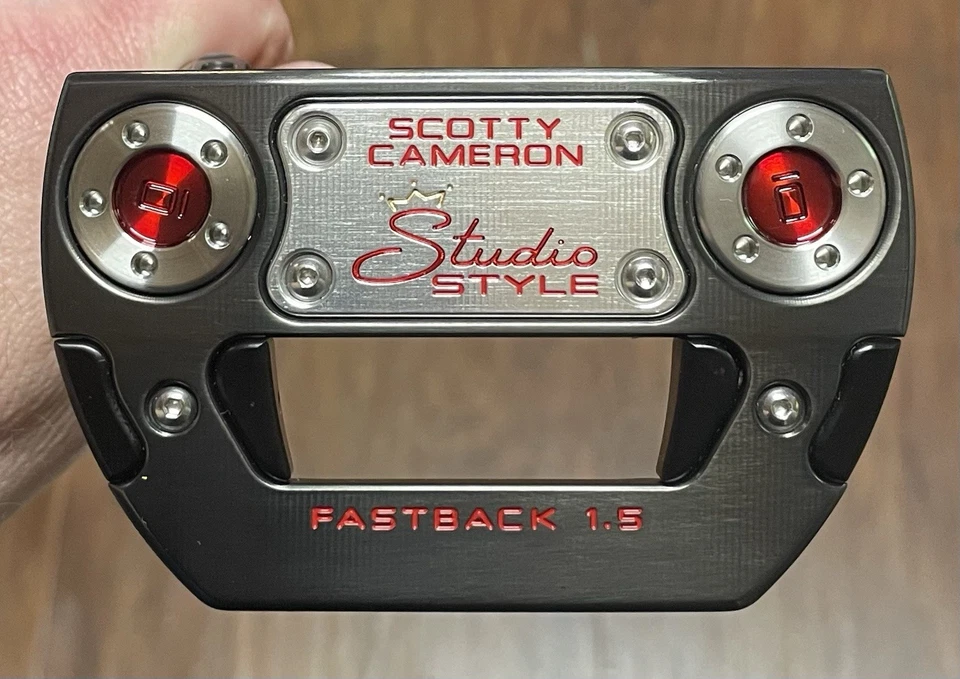 SCOTTY
CAMERON
Studio
STYLE
FASTBACK 1.5